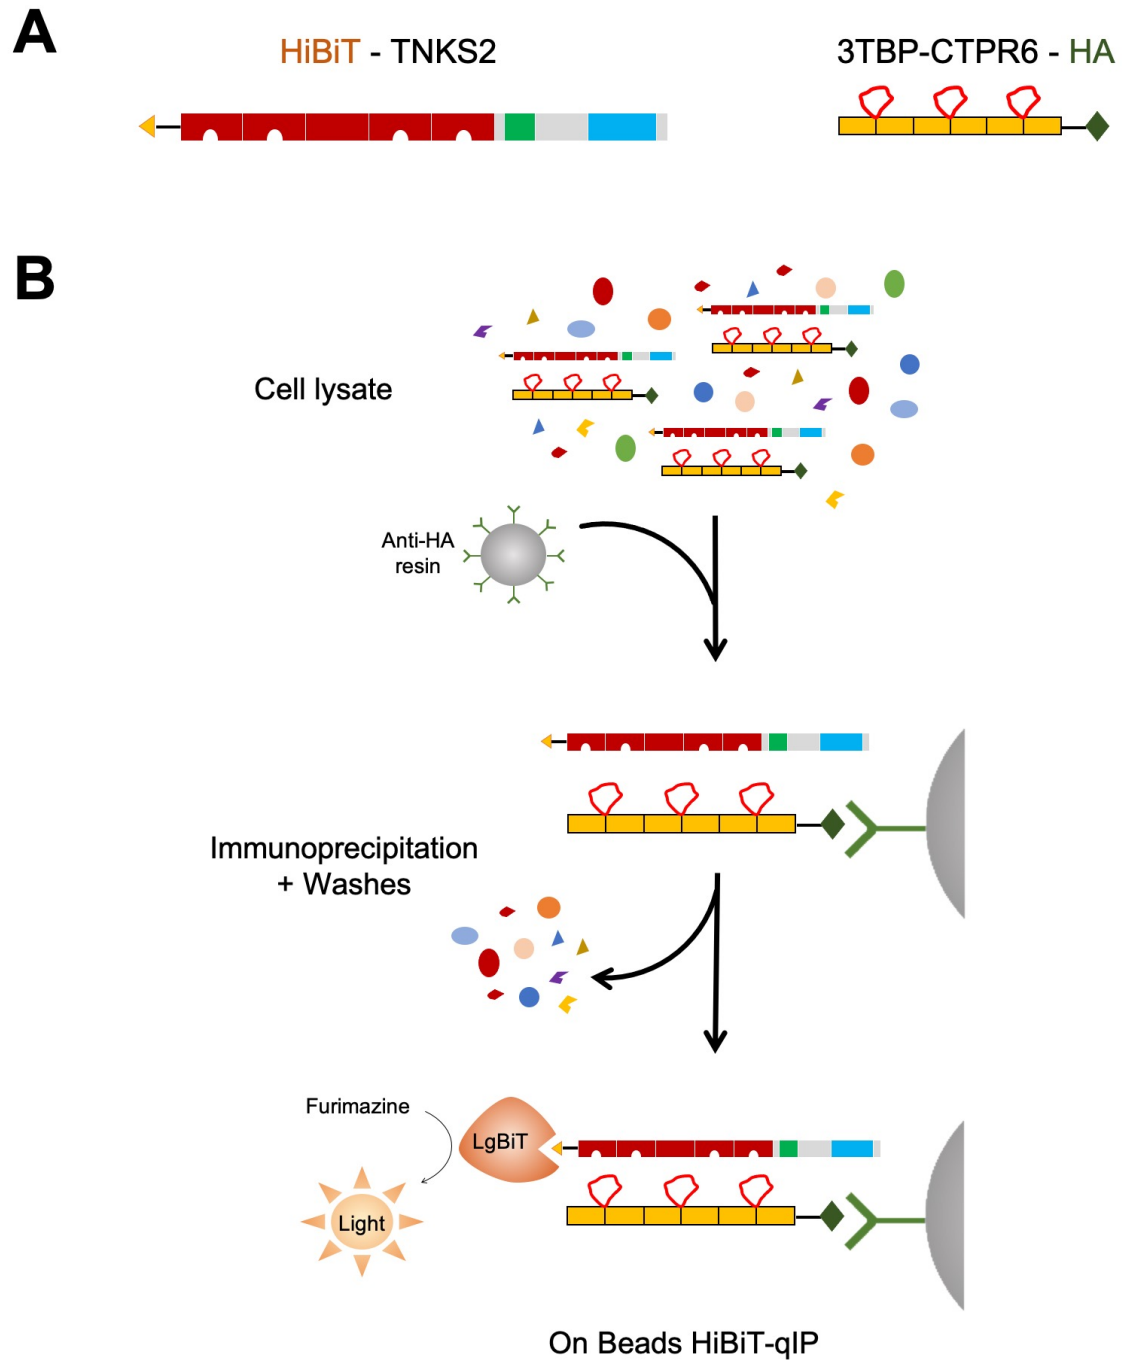 A
HiBiT - TNKS2
3TBP-CTPR6 - HA
B
Cell lysate
Anti-HA
resin
Immunoprecipitation
+ Washes
Furimazine
LgBiT
Light
On Beads HiBiT-qIP